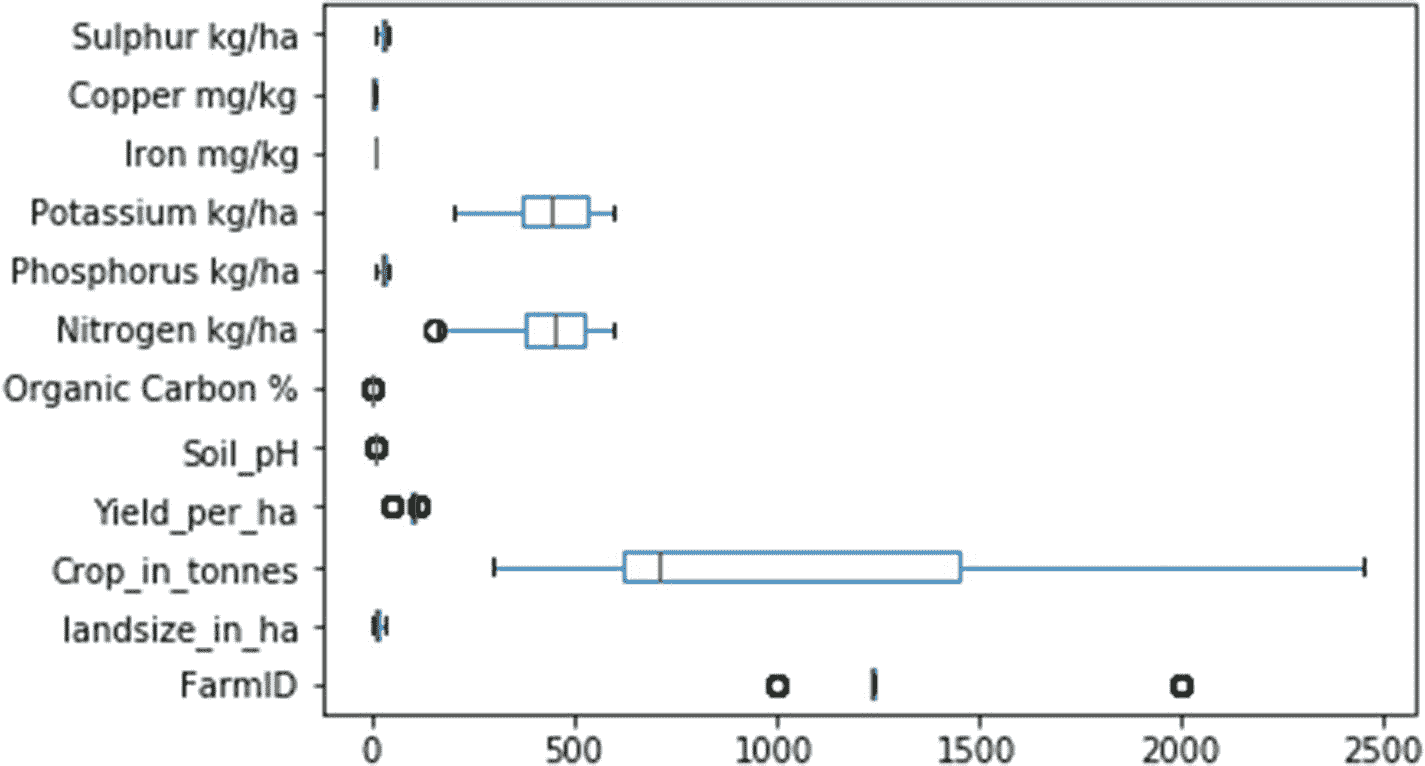 Sulphur kg/ha
Copper mg/kg
Iron mg/kg
Potassium kg/ha
Phosphorus kg/ha
Nitrogen kg/ha
Organic Carbon %
Soil_pH
Yield_per_ha
Crop_in_tonnes
landsize_in_ha
FarmID
0 500 1000 1500 2000 2500